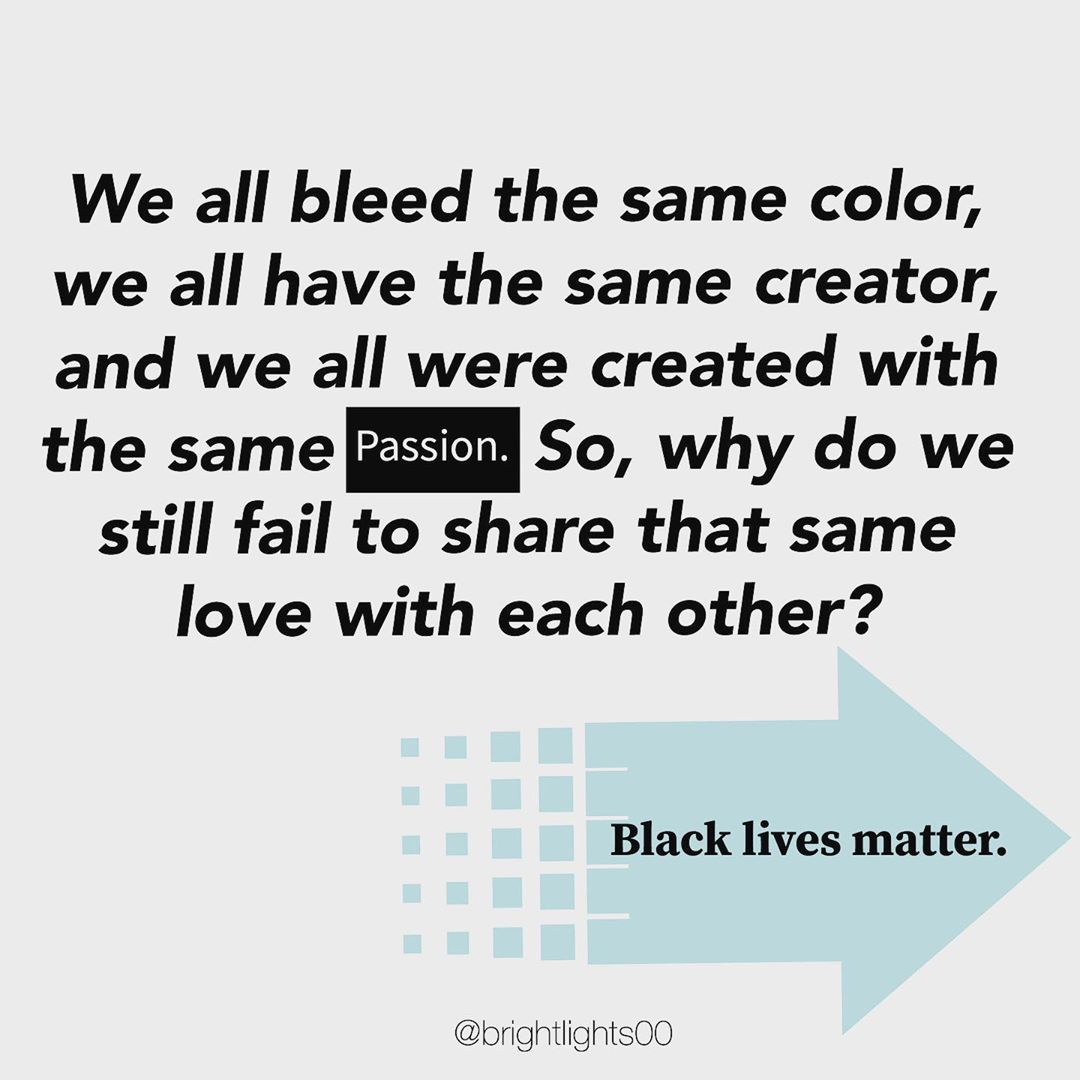 We all bleed the same color,
we all have the same creator,
and we all were created with
the same Passion. So, why do we
still fail to share that same
love with each other?
Black lives matter.
@brightlights00